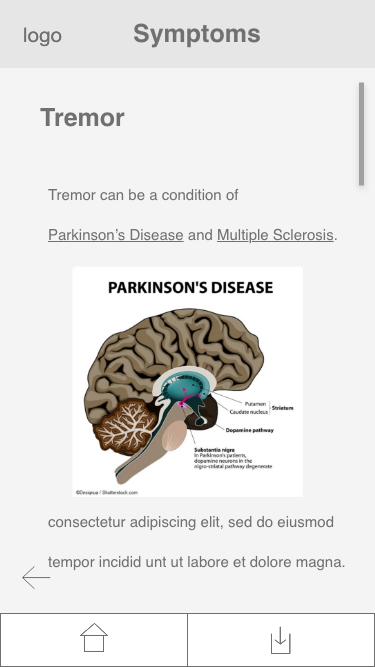 logo
Symptoms
Tremor
Tremor can be a condition of
Parkinson’s Disease and Multiple Sclerosis.
PARKINSON'S DISEASE
Putamen
Caudate nucleus
Striatum
Dopamine pathway
Substantia nigra
In Parkinson's patients,
dopamine neurons in the
nigro-striatal pathway degenerate
©Designua / Shutterstock.com
consectetur adipiscing elit, sed do eiusmod
tempor incidid unt ut labore et dolore magna.